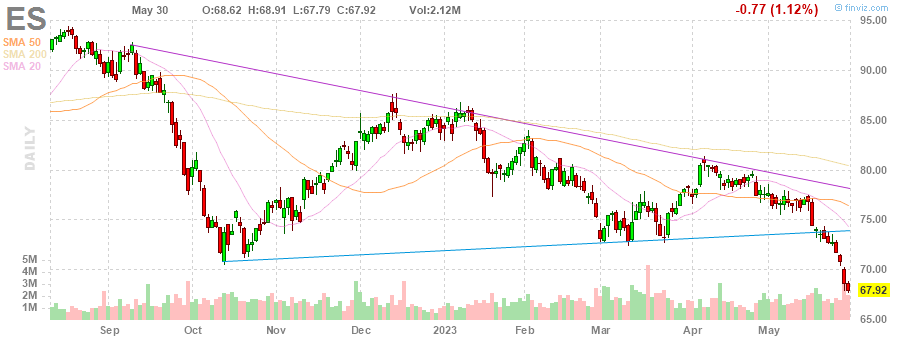 ES May 30 O:68.62 H:68.91 L:67.79 C:67.92 Vol:2.12M -0.77 (1.12%) finviz.com
SMA 50
SMA 200
SMA 20
DAILY
95.00
90.00
85.00
80.00
75.00
70.00
67.92
65.00
5M
4M
3M
2M
1M
Sep Oct Nov Dec 2023 Feb Mar Apr May